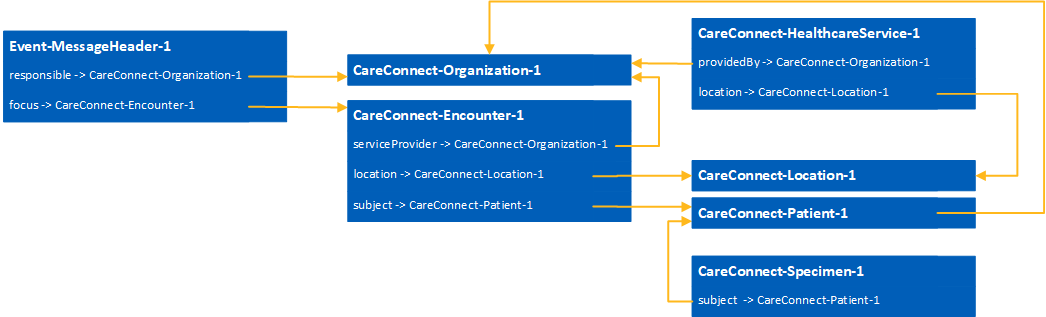 Event-MessageHeader-1
responsible -> CareConnect-Organization-1
focus -> CareConnect-Encounter-1
CareConnect-Organization-1
CareConnect-Encounter-1
serviceProvider -> CareConnect-Organization-1
location -> CareConnect-Location-1
subject -> CareConnect-Patient-1
CareConnect-HealthcareService-1
providedBy -> CareConnect-Organization-1
location -> CareConnect-Location-1
CareConnect-Location-1
CareConnect-Patient-1
CareConnect-Specimen-1
subject -> CareConnect-Patient-1